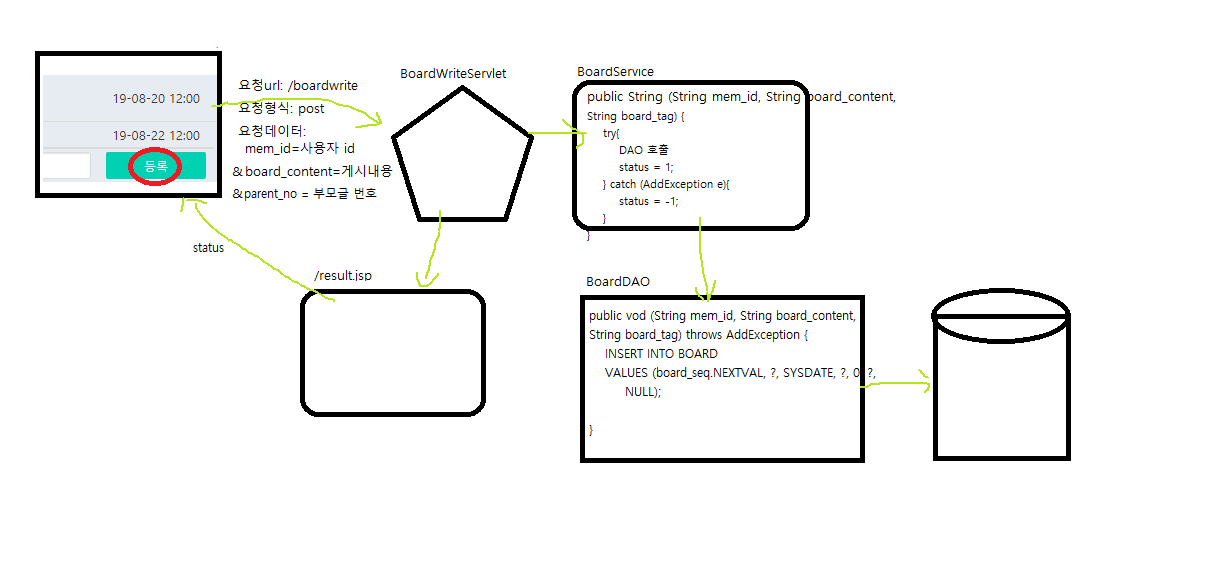 19-08-20 12:00
19-08-22 12:00
등록
요청url: /boardwrite
요청형식: post
요청데이터:
mem_id=사용자 id
&board_content=게시내용
&parent_no = 부모글 번호
BoardWriteServlet
BoardService
public String (String mem_id, String board_content,
String board_tag) {
try{
DAO 호출
status = 1;
} catch (AddException e){
status = -1;
}
}
status
/result.jsp
BoardDAO
public vod (String mem_id, String board_content,
String board_tag) throws AddException {
INSERT INTO BOARD
VALUES (board_seq.NEXTVAL, ?, SYSDATE, ?, 0, ?,
NULL);
}